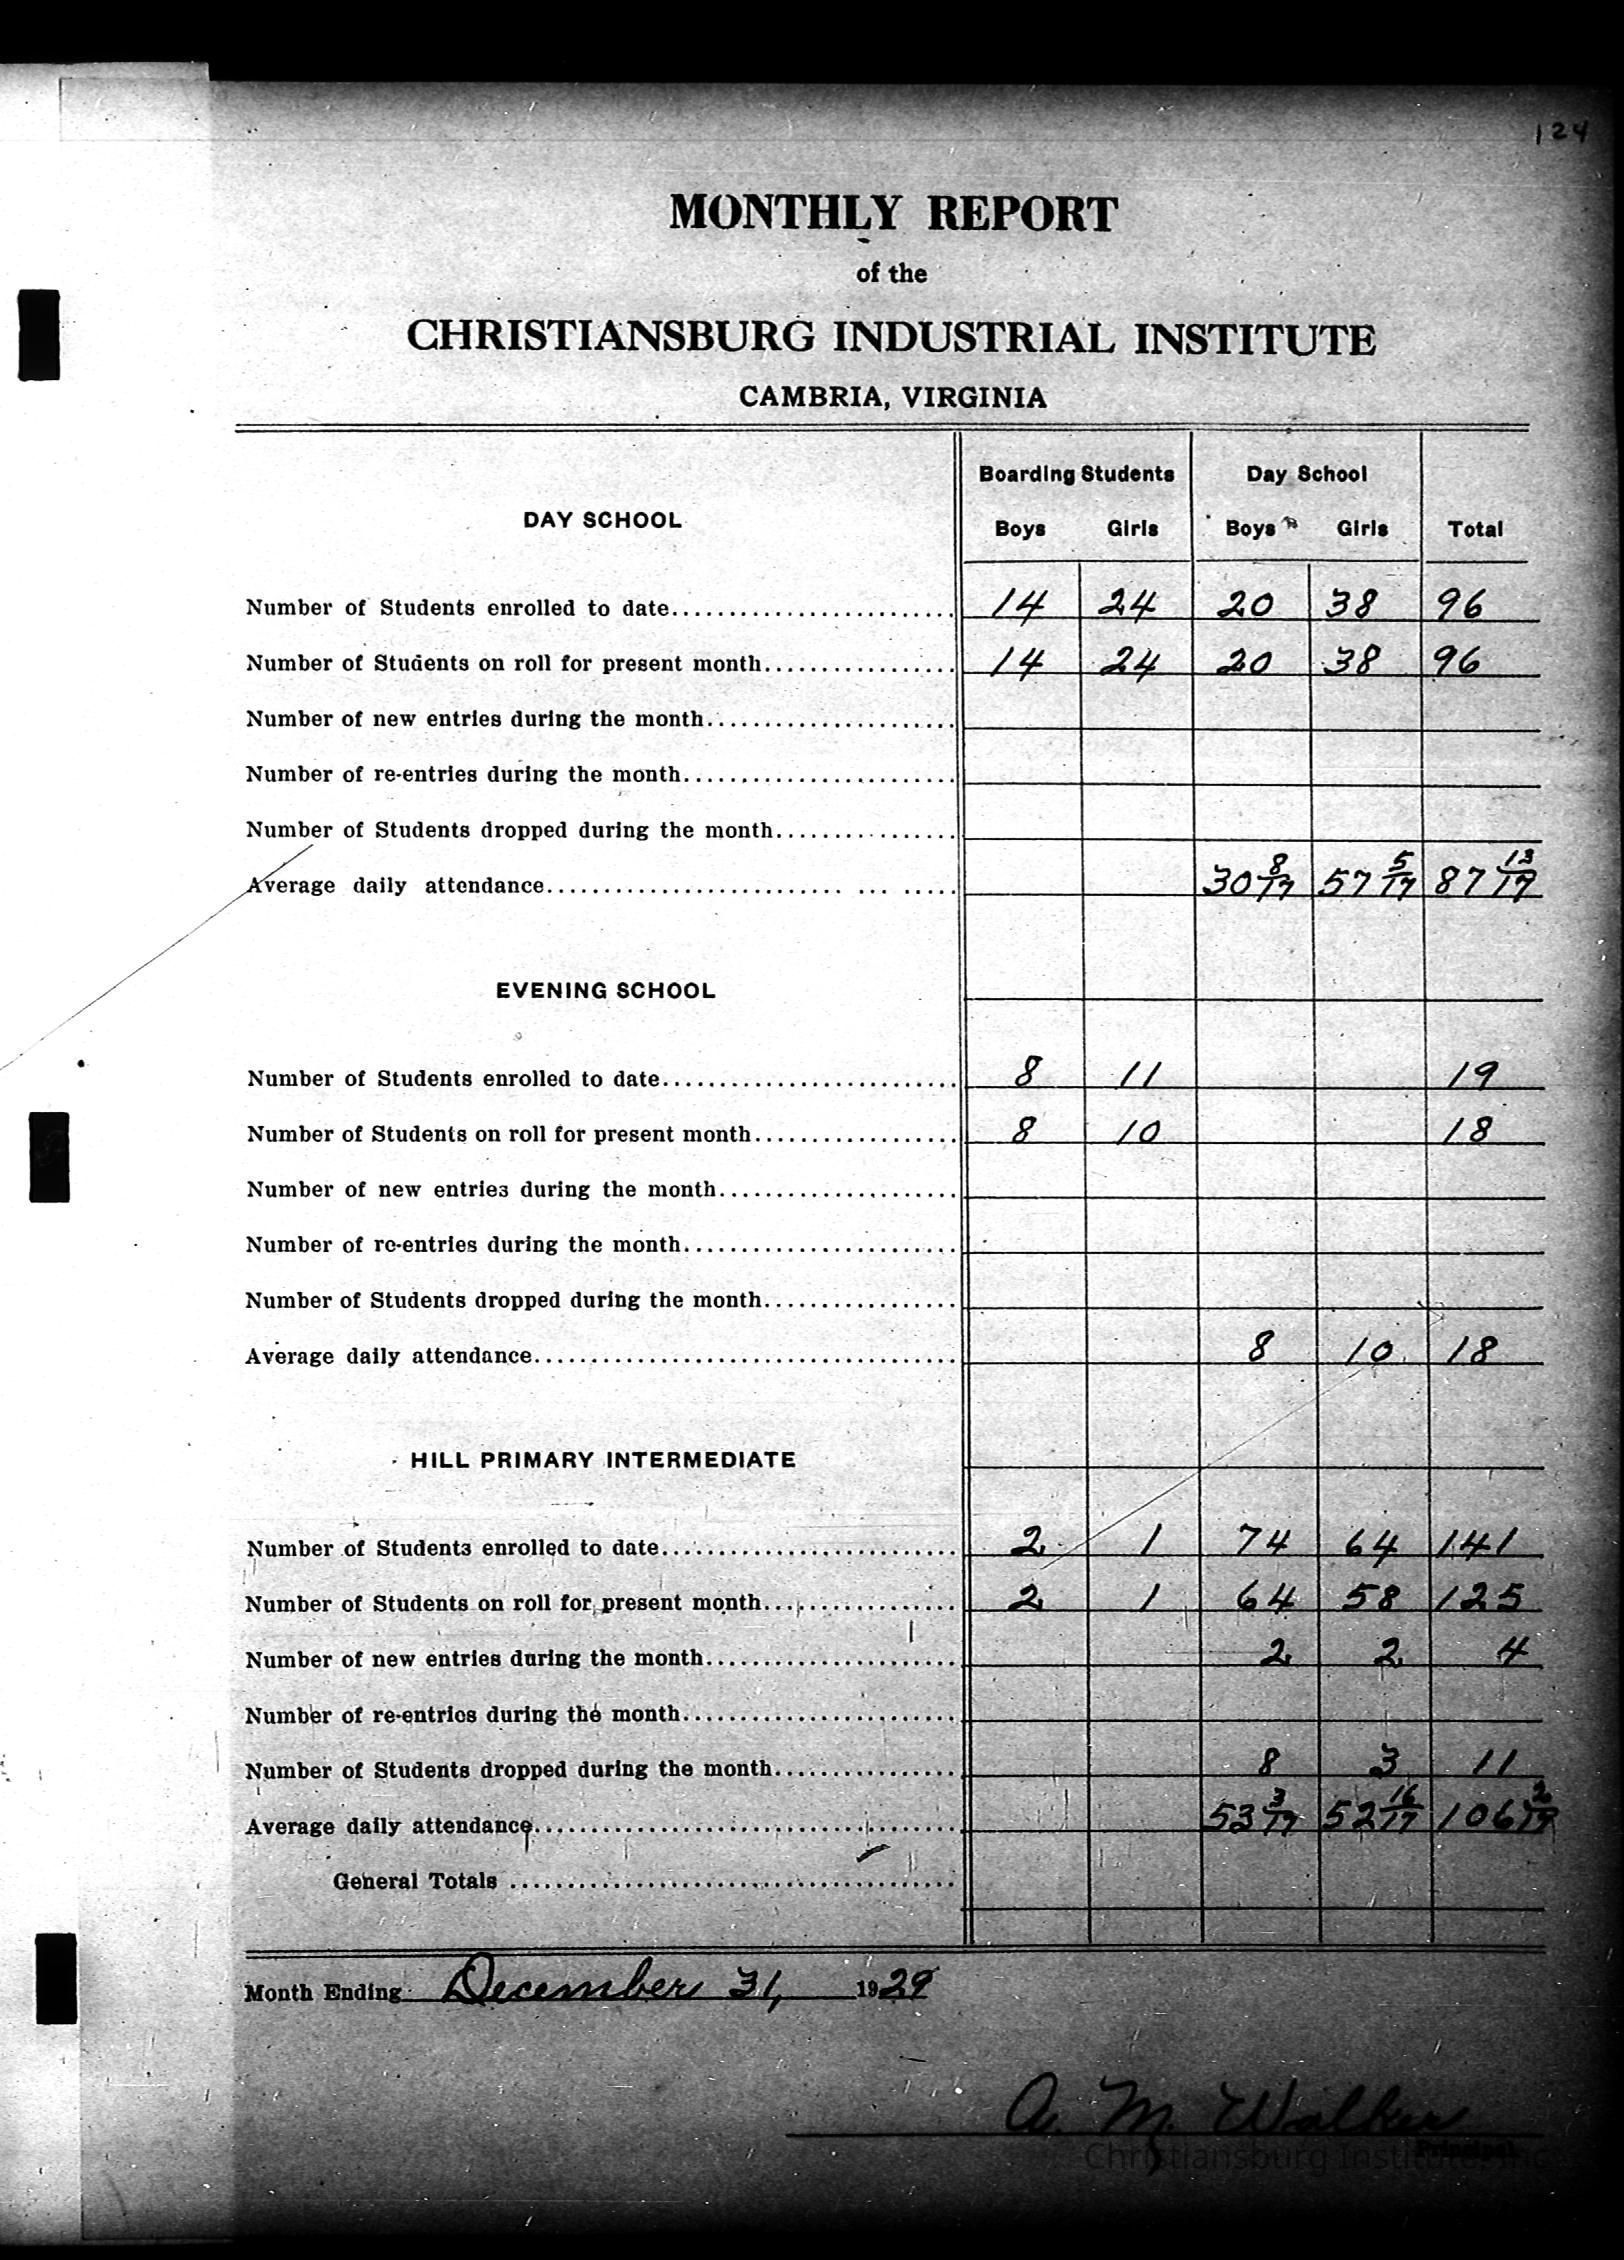 124
MONTHLY REPORT
of the
CHRISTIANSBURG INDUSTRIAL INSTITUTE
CAMBRIA, VIRGINIA
Boarding Students Day School
DAY SCHOOL
Boys Girls Boys Girls Total
Number of Students enrolled to date 14 24 20 38 96
Number of Students on roll for present month 14 24 20 38 96
Number of new entries during the month
Number of re-entries during the month
Number of Students dropped during the month
Average daily attendance 30 8/17 57 5/17 87 13/17
EVENING SCHOOL
Number of Students enrolled to date 8 11 19
Number of Students on roll for present month 8 10 18
Number of new entries during the month
Number of re-entries during the month
Number of Students dropped during the month
Average daily attendance 8 10 18
HILL PRIMARY INTERMEDIATE
Number of Students enrolled to date 2 1 74 64 141
Number of Students on roll for present month 2 1 64 58 125
Number of new entries during the month 2 2 4
Number of re-entries during the month
Number of Students dropped during the month 8 3 11
Average daily attendance 53 3/17 52 16/17 106 2/17
General Totals
Month Ending December 31, 1929
A. M. Walker
Principal
Christiansburg Institute, Inc